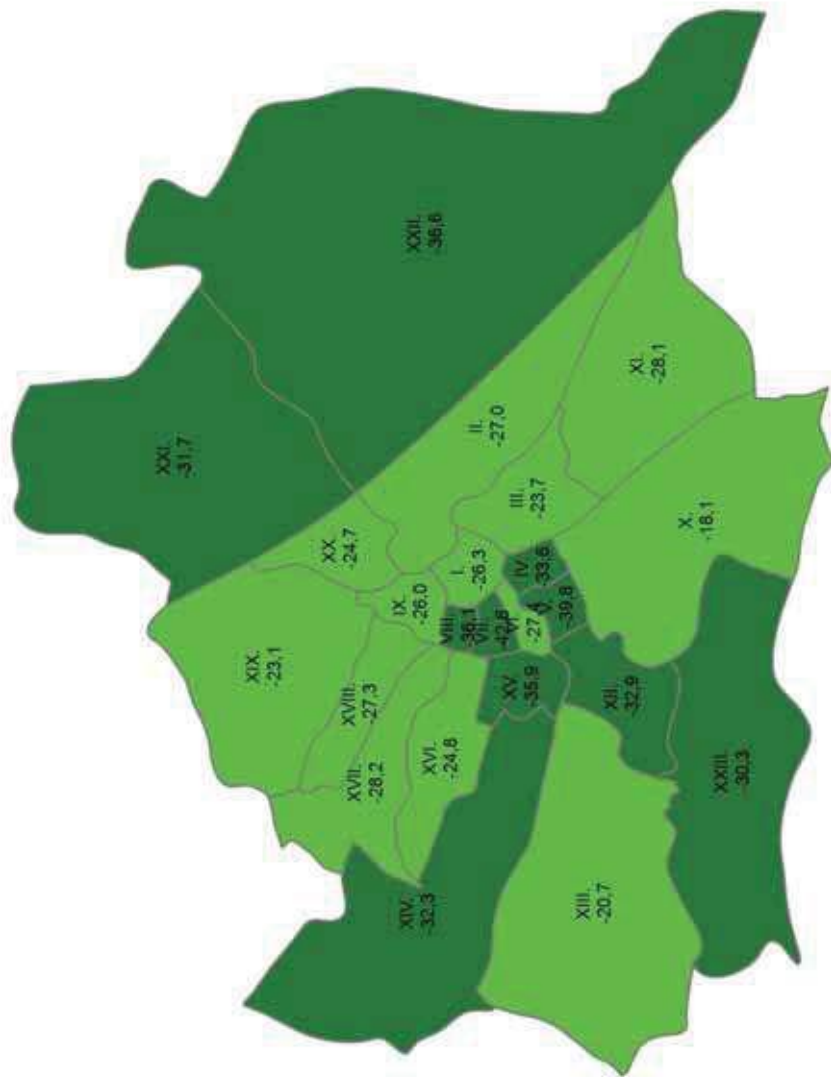 XXI.
-31,7
XIX.
-23,1
XX.
-24,7
XVIII.
-27,3
XVII.
-28,2
IX.
-26,0
XIV.
-32,3
XXII.
-36,6
XVI.
-24,8
VIII.
-36,1
I.
-26,3
II.
-27,0
VII.
XV.
-35,9
VI.
-27,4
III.
-23,7
IV.
-33,6
V.
-39,8
XIII.
-20,7
XII.
-32,9
XI.
-28,1
X.
-18,1
XXIII.
-30,3